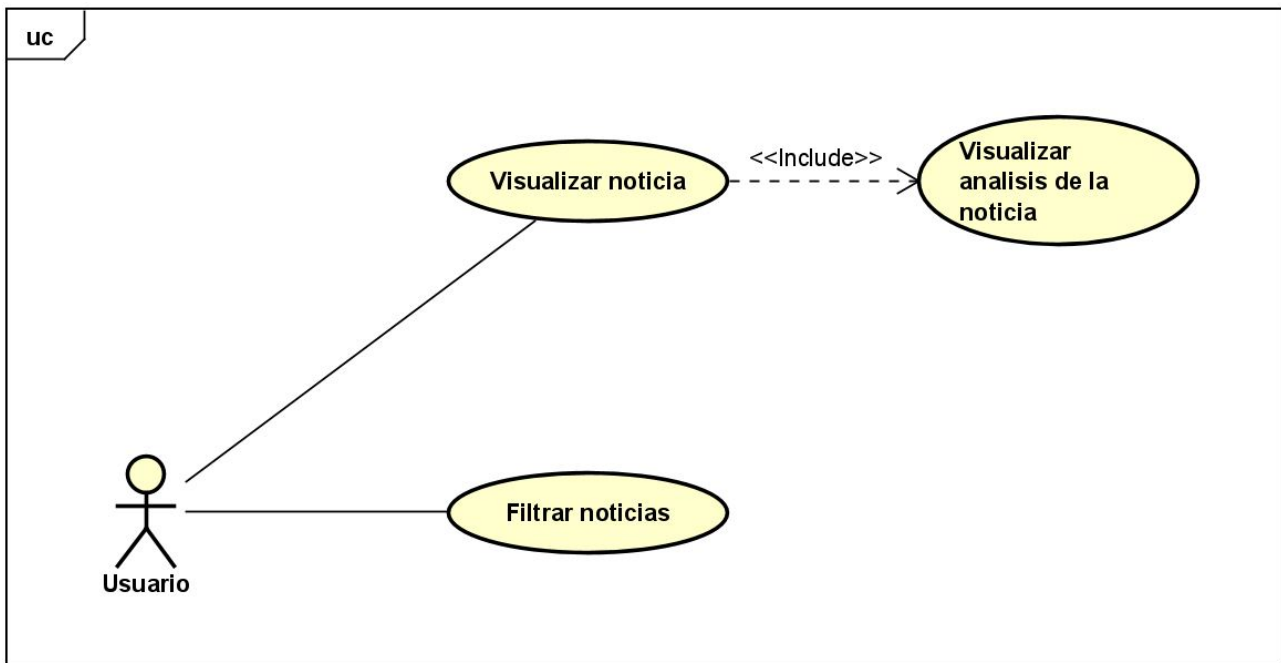 uc
Visualizar noticia
<<Include>>
Visualizar
analisis de la
noticia
Filtrar noticias
Usuario